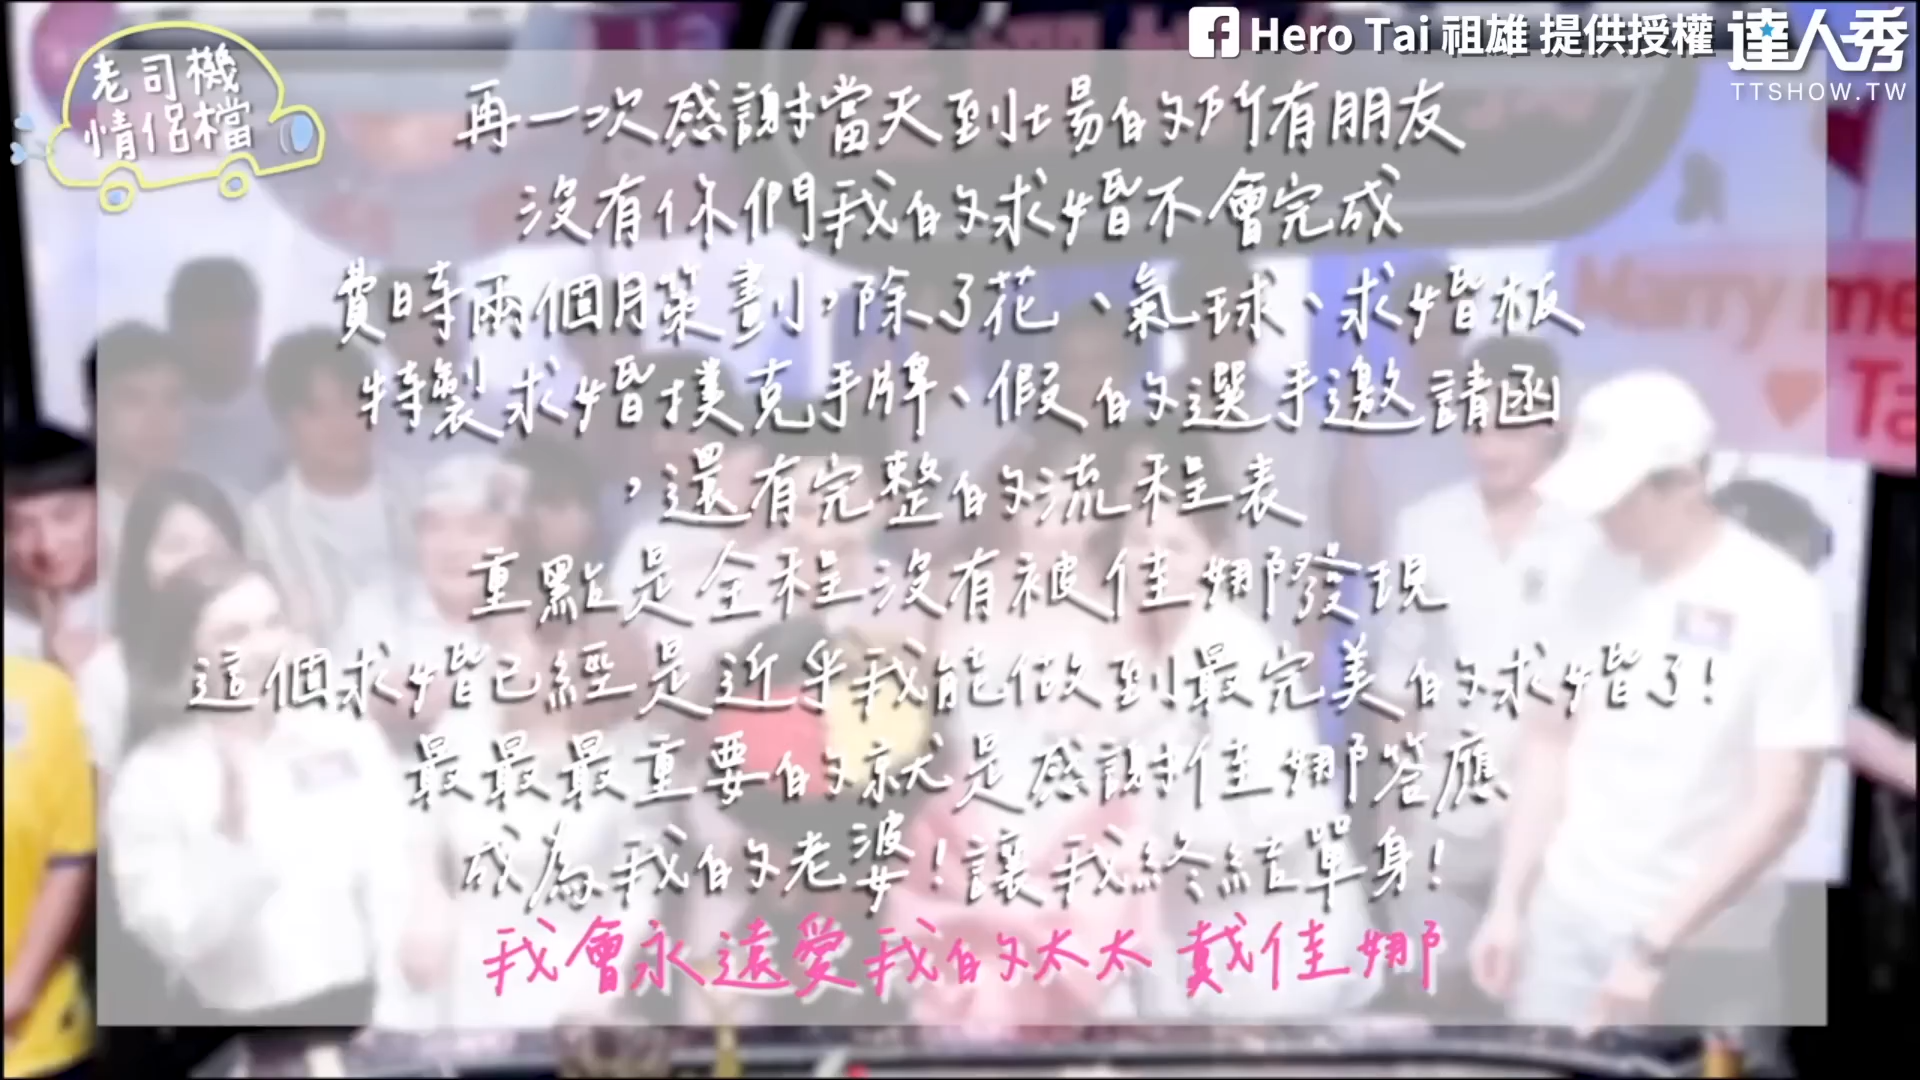 Hero Tai 祖雄 提供授權
達人秀
TTSHOW.TW
老司機
情侶檔
再一次感謝當天到場的所有朋友
沒有你們我的求婚不會完成
費時兩個月策劃，除了花、氣球、求婚板
特製求婚撲克手牌、假的選手邀請函
，還有完整的流程表
重點是全程沒有被佳娜發現
這個求婚已經是近乎我能做到最完美的求婚了！
最最最重要的就是感謝佳娜答應
成為我的老婆！讓我終結單身！
我會永遠愛我的太太 戴佳娜
Marry me
Ta